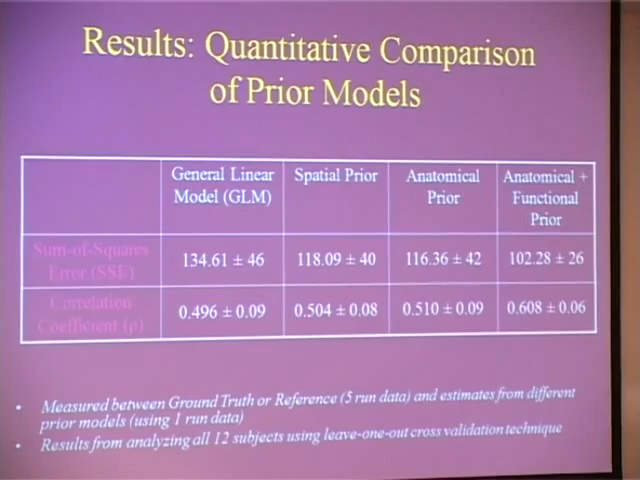 Results: Quantitative Comparison
of Prior Models
General Linear
Model (GLM)
Spatial Prior
Anatomical
Prior
Anatomical +
Functional
Prior
Sum-of-Squares
Error (SSE)
134.61 ± 46
118.09 ± 40
116.36 ± 42
102.28 ± 26
Correlation
Coefficient (ρ)
0.496 ± 0.09
0.504 ± 0.08
0.510 ± 0.09
0.608 ± 0.06
• Measured between Ground Truth or Reference (5 run data) and estimates from different
prior models (using 1 run data)
• Results from analyzing all 12 subjects using leave-one-out cross validation technique